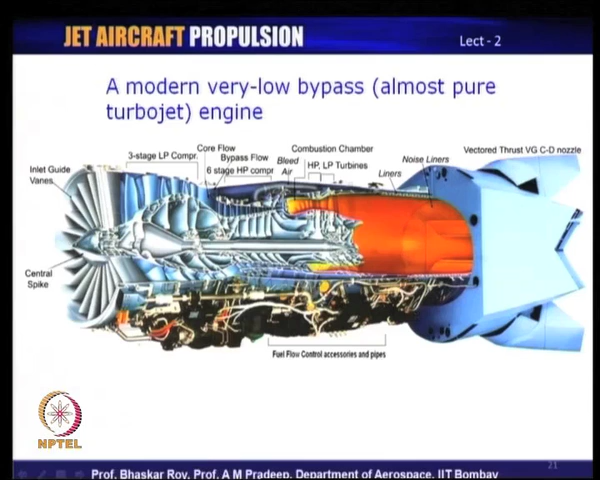 JET AIRCRAFT PROPULSION
Lect - 2
A modern very-low bypass (almost pure
turbojet) engine
Inlet Guide
Vanes
3-stage LP Compr.
Core Flow
Bypass Flow
6 stage HP compr
Bleed
Air
Combustion Chamber
HP, LP Turbines
Liners
Noise Liners
Vectored Thrust VG C-D nozzle
Central
Spike
Fuel Flow Control accessories and pipes
NPTEL
21
Prof. Bhaskar Roy, Prof. A M Pradeep, Department of Aerospace, IIT Bombay